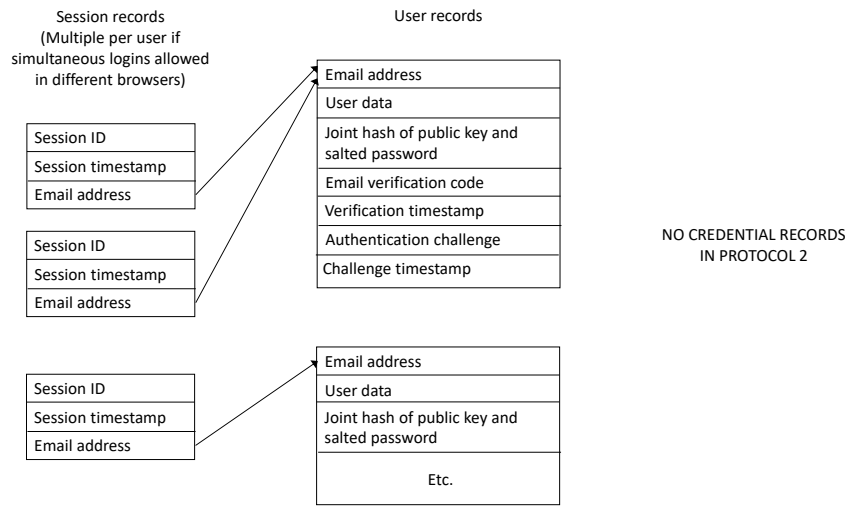 Session records
(Multiple per user if
simultaneous logins allowed
in different browsers)
User records
Session ID
Session timestamp
Email address
Session ID
Session timestamp
Email address
Session ID
Session timestamp
Email address
Email address
User data
Joint hash of public key and
salted password
Email verification code
Verification timestamp
Authentication challenge
Challenge timestamp
Email address
User data
Joint hash of public key and
salted password
Etc.
NO CREDENTIAL RECORDS
IN PROTOCOL 2